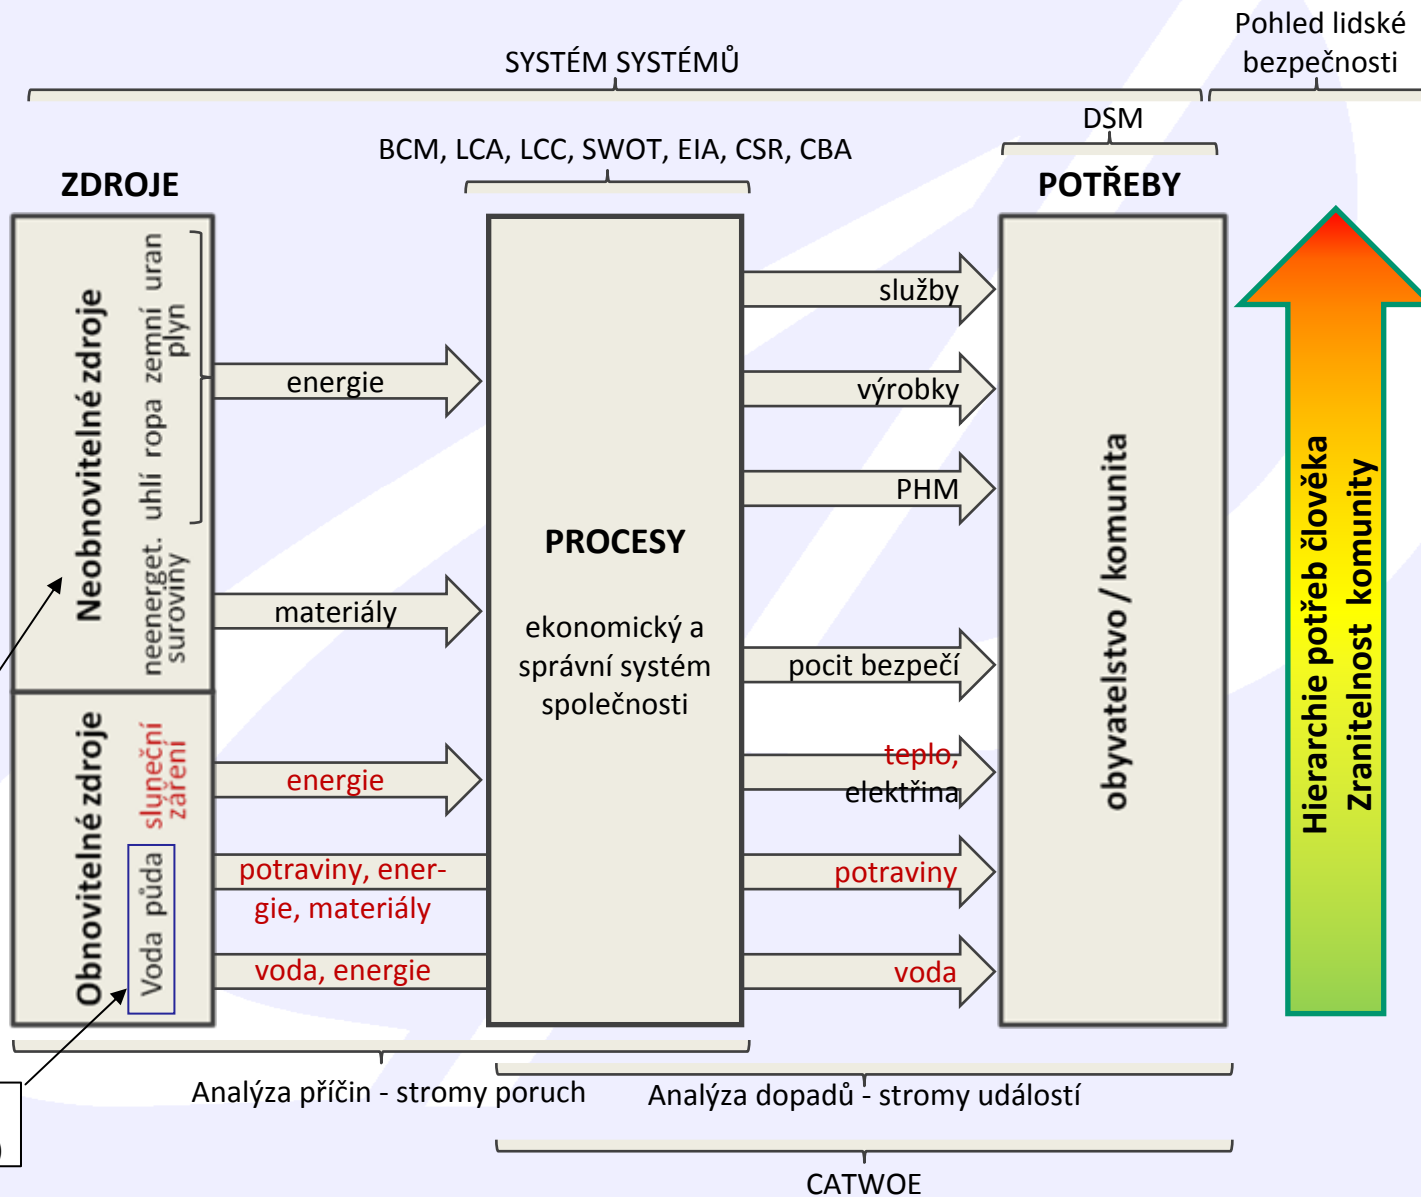 Pohled lidské
bezpečnosti
SYSTÉM SYSTÉMŮ
DSM
BCM, LCA, LCC, SWOT, EIA, CSR, CBA
ZDROJE
POTŘEBY
Neobnovitelné zdroje
neenerget.
suroviny
uhlí ropa zemní uran
plyn
Obnovitelné zdroje
Voda půda
sluneční
záření
energie
materiály
energie
potraviny, ener-
gie, materiály
voda, energie
PROCESY
ekonomický a
správní systém
společnosti
služby
výrobky
PHM
pocit bezpečí
teplo,
elektřina
potraviny
voda
obyvatelstvo / komunita
Hierarchie potřeb člověka
Zranitelnost komunity
Analýza příčin - stromy poruch
Analýza dopadů - stromy událostí
)
CATWOE